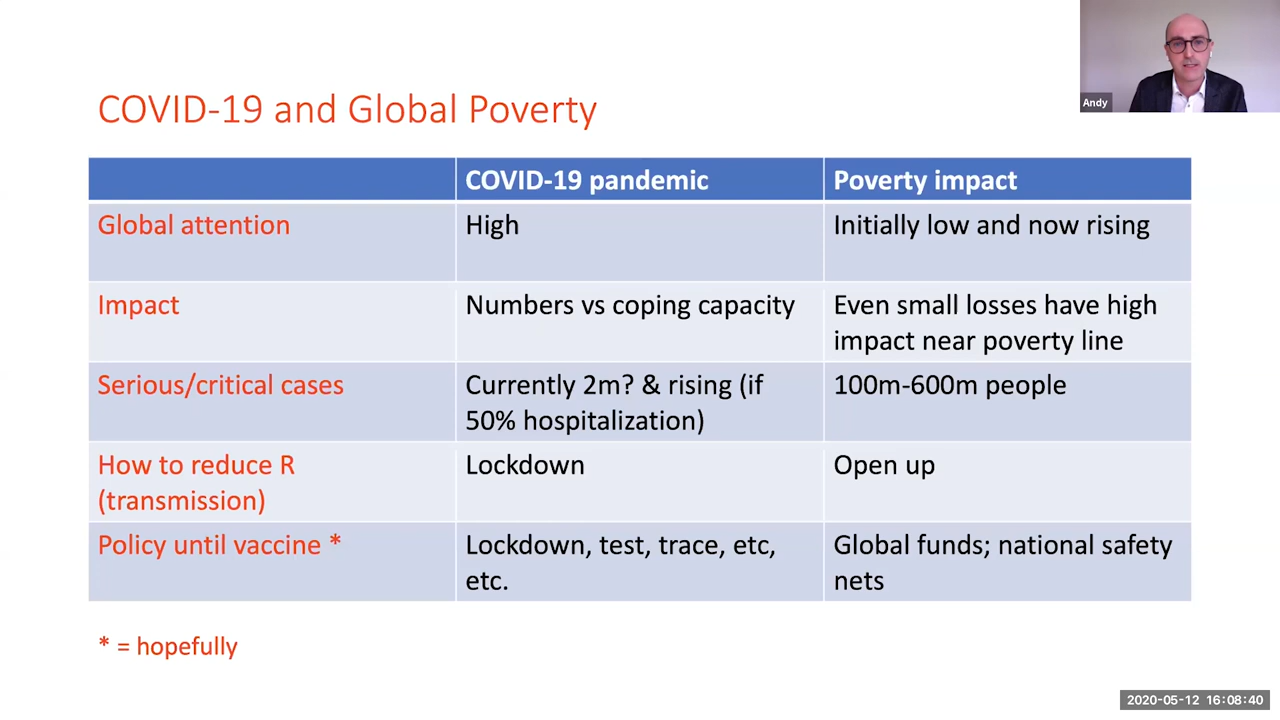 Andy
COVID-19 and Global Poverty
COVID-19 pandemic
Poverty impact
Global attention
High
Initially low and now rising
Impact
Numbers vs coping capacity
Even small losses have high
impact near poverty line
Serious/critical cases
Currently 2m? & rising (if
50% hospitalization)
100m-600m people
How to reduce R
(transmission)
Lockdown
Open up
Policy until vaccine *
Lockdown, test, trace, etc,
etc.
Global funds; national safety
nets
* = hopefully
2020-05-12 16:08:40